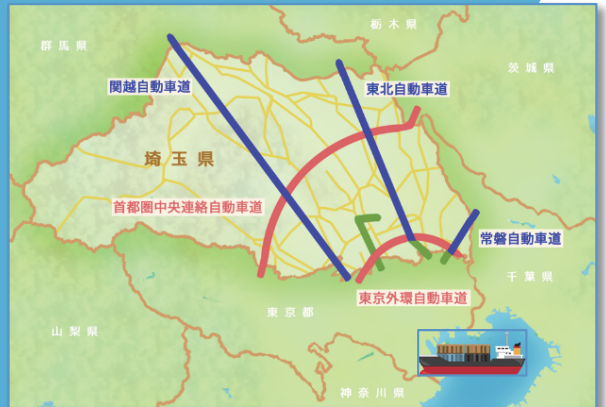 栃木県
群馬県
茨城県
関越自動車道
東北自動車道
埼玉県
首都圏中央連絡自動車道
常磐自動車道
千葉県
東京外環自動車道
東京都
山梨県
神奈川県